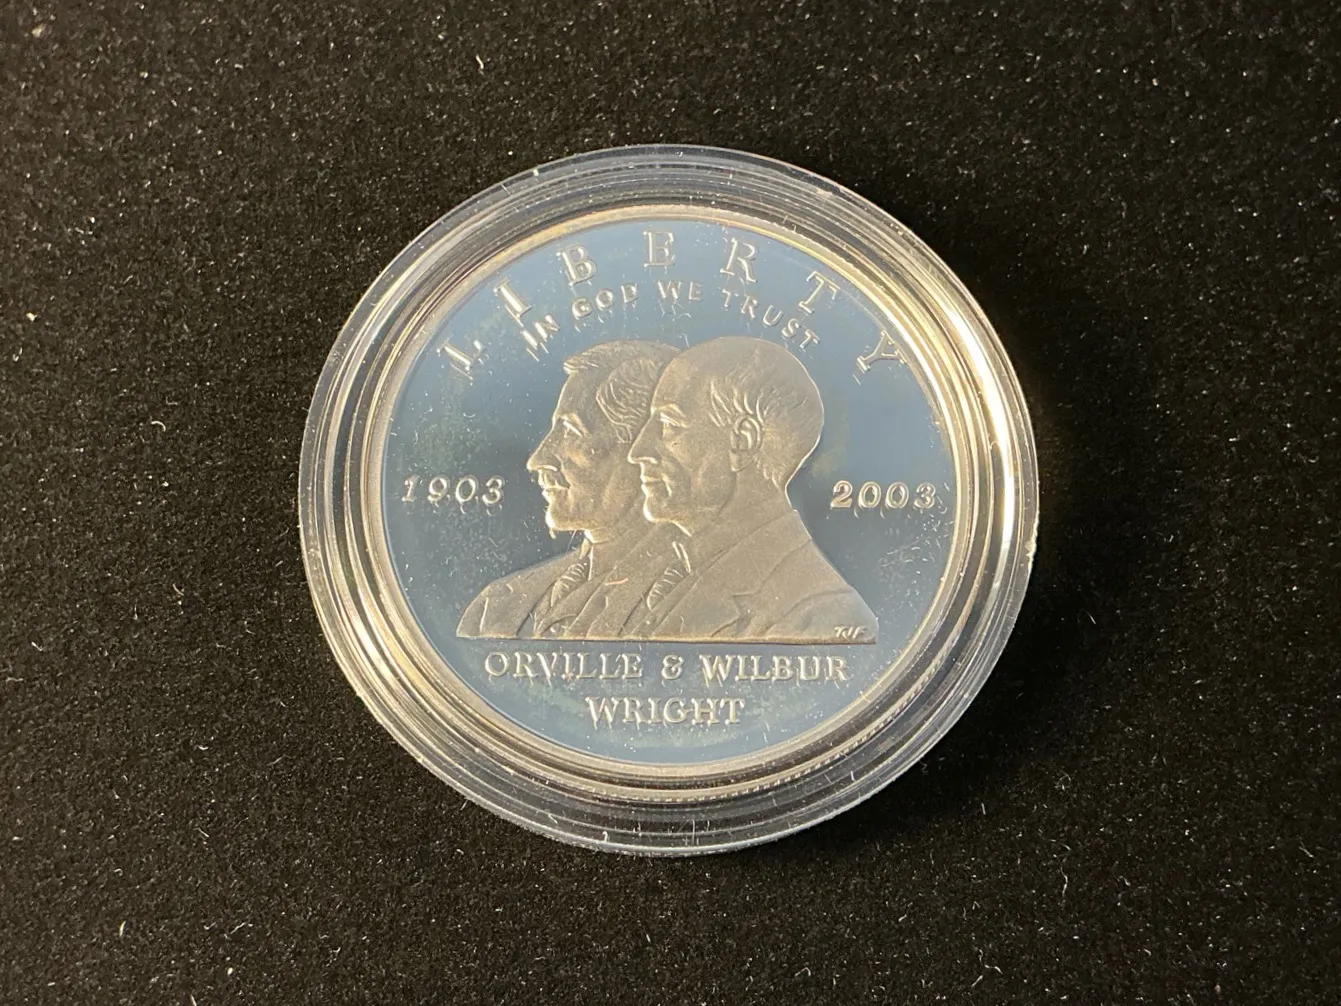 LIBERTY
IN GOD WE TRUST
1903
2003
TJF
ORVILLE & WILBUR
WRIGHT